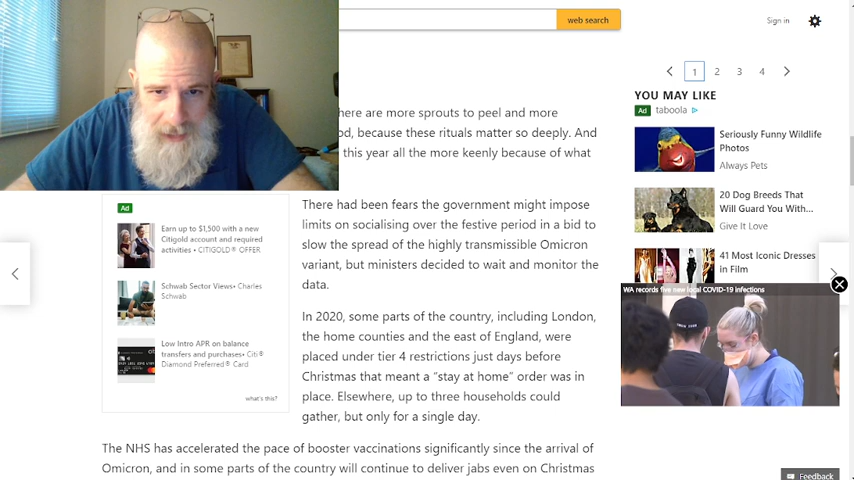 web search
Sign in
here are more sprouts to peel and more
od, because these rituals matter so deeply. And
this year all the more keenly because of what
Ad
Earn up to $1,500 with a new
Citigold account and required
activities • CITIGOLD® OFFER
Schwab Sector Views • Charles
Schwab
Low Intro APR on balance
transfers and purchases • Citi®
Diamond Preferred® Card
what's this?
There had been fears the government might impose
limits on socialising over the festive period in a bid to
slow the spread of the highly transmissible Omicron
variant, but ministers decided to wait and monitor the
data.
In 2020, some parts of the country, including London,
the home counties and the east of England, were
placed under tier 4 restrictions just days before
Christmas that meant a “stay at home” order was in
place. Elsewhere, up to three households could
gather, but only for a single day.
The NHS has accelerated the pace of booster vaccinations significantly since the arrival of
Omicron, and in some parts of the country will continue to deliver jabs even on Christmas
1 2 3 4
YOU MAY LIKE
Ad taboola
Seriously Funny Wildlife
Photos
Always Pets
20 Dog Breeds That
Will Guard You With...
Give It Love
41 Most Iconic Dresses
in Film
WA records five new local COVID-19 infections
Feedback